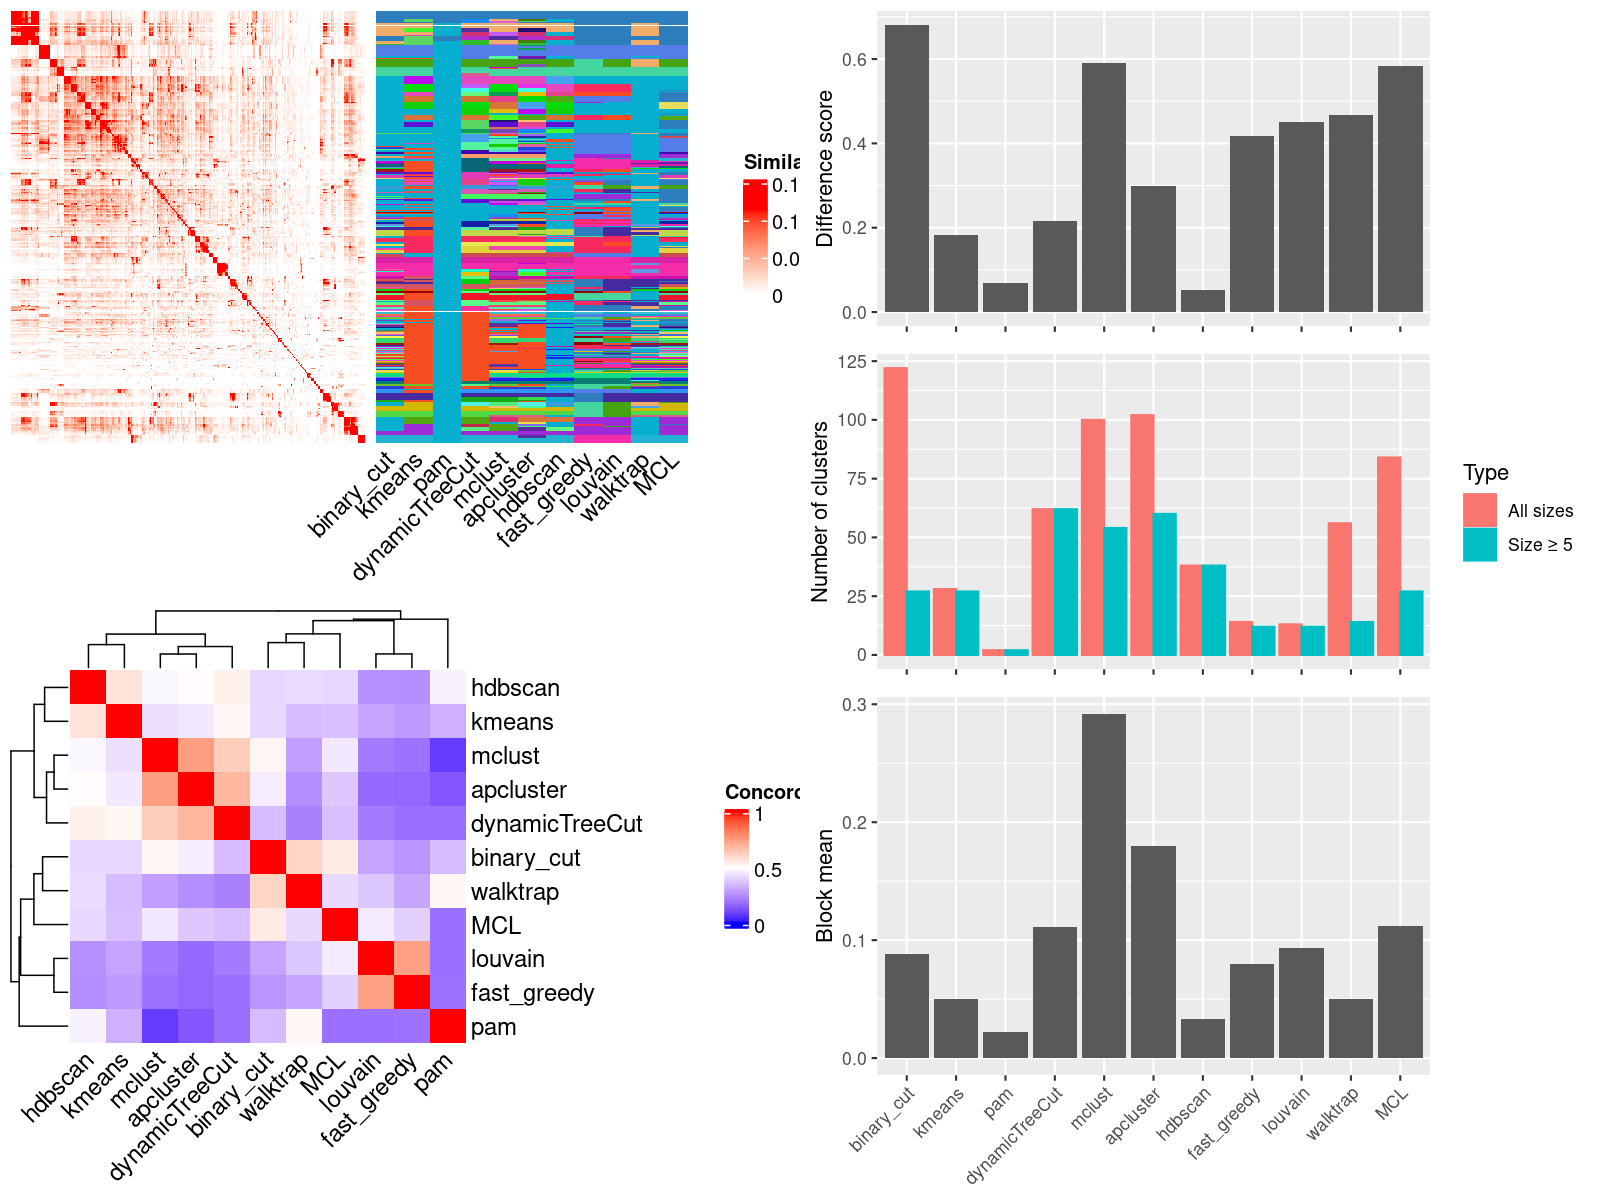 Simila
0.1
0.1
0.0
0
binary_cut
kmeans
pam
dynamicTreeCut
mclust
apcluster
hdbscan
fast_greedy
louvain
walktrap
MCL
hdbscan
kmeans
mclust
apcluster
dynamicTreeCut
binary_cut
walktrap
MCL
louvain
fast_greedy
pam
hdbscan
kmeans
mclust
apcluster
dynamicTreeCut
binary_cut
walktrap
MCL
louvain
fast_greedy
pam
Concord
1
0.5
0
Difference score
0.6
0.4
0.2
0.0
Number of clusters
125
100
75
50
25
0
Type
All sizes
Size ≥ 5
Block mean
0.3
0.2
0.1
0.0
binary_cut
kmeans
pam
dynamicTreeCut
mclust
apcluster
hdbscan
fast_greedy
louvain
walktrap
MCL